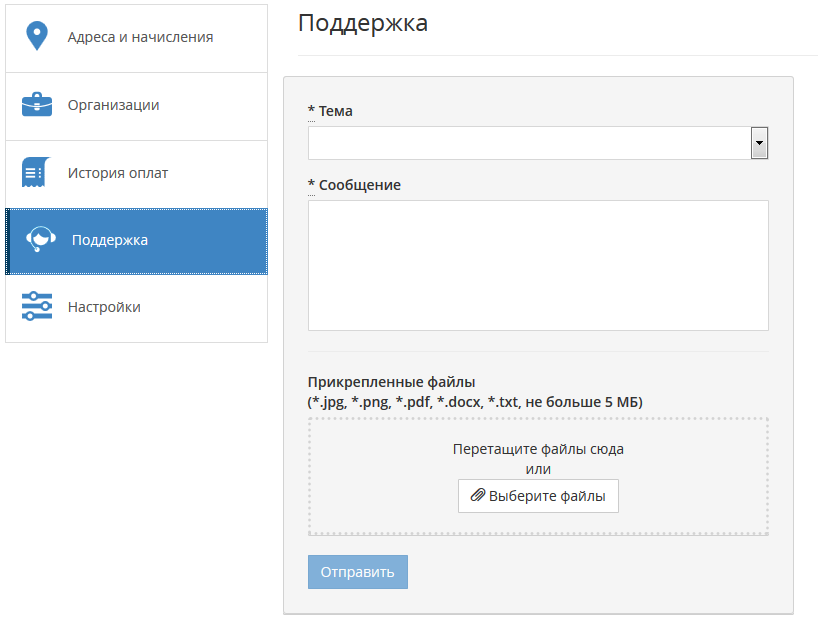 Адреса и начисления
Организации
История оплат
Поддержка
Настройки
Поддержка
* Тема
* Сообщение
Прикрепленные файлы
(*.jpg, *.png, *.pdf, *.docx, *.txt, не больше 5 МБ)
Перетащите файлы сюда
или
Выберите файлы
Отправить